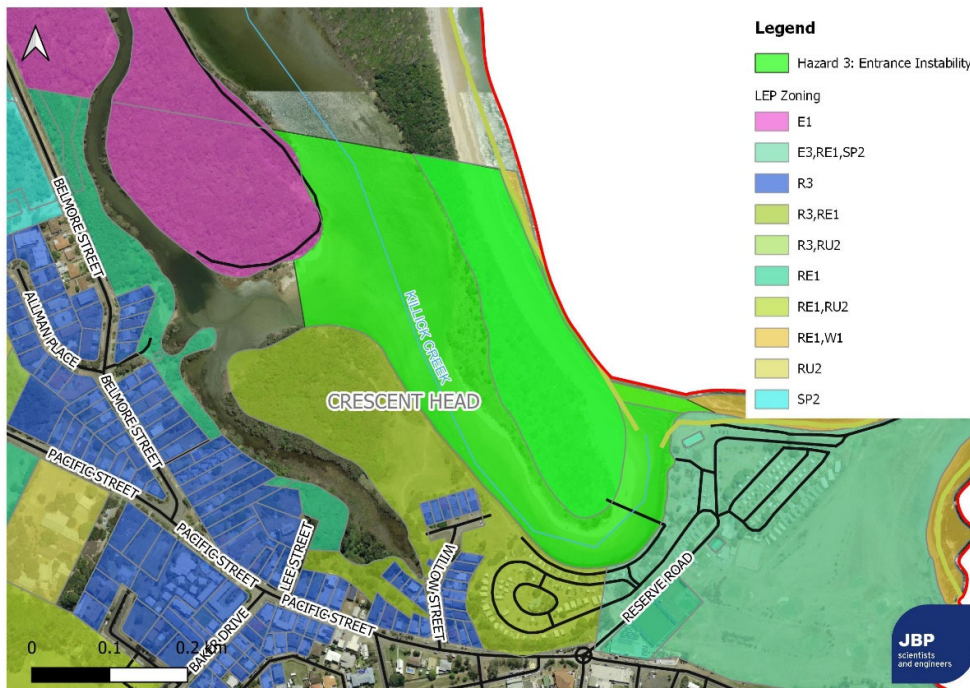 Legend
Hazard 3: Entrance Instability
LEP Zoning
E1
E3,RE1,SP2
R3
R3,RE1
R3,RU2
RE1
RE1,RU2
RE1,W1
RU2
SP2
BELMORE STREET
ALLMAN PLACE
BELMORE STREET
KILLICK CREEK
CRESCENT HEAD
PACIFIC STREET
PACIFIC STREET
LEE STREET
PACIFIC STREET
BAKER DRIVE
WILLOW STREET
RESERVE ROAD
0 0.1 0.2 km
JBP
scientists
and engineers